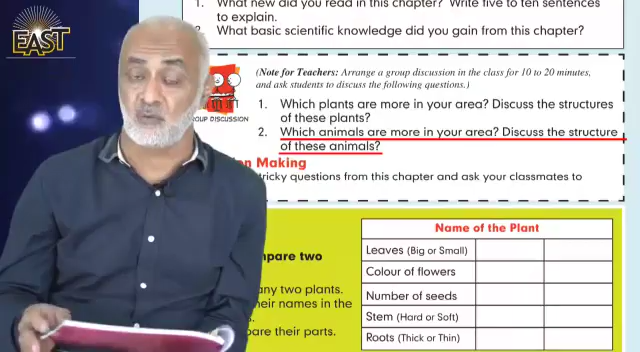 EAST
1. What new did you read in this chapter? Write five to ten sentences
to explain.
What basic scientific knowledge did you gain from this chapter?
(Note for Teachers: Arrange a group discussion in the class for 10 to 20 minutes,
and ask students to discuss the following questions.)
GROUP DISCUSSION
1. Which plants are more in your area? Discuss the structures
of these plants?
2. Which animals are more in your area? Discuss the structure
of these animals?
Making
tricky questions from this chapter and ask your classmates to
two
any two plants.
their names in the
their parts.
Name of the Plant
Leaves (Big or Small)
Colour of flowers
Number of seeds
Stem (Hard or Soft)
Roots (Thick or Thin)